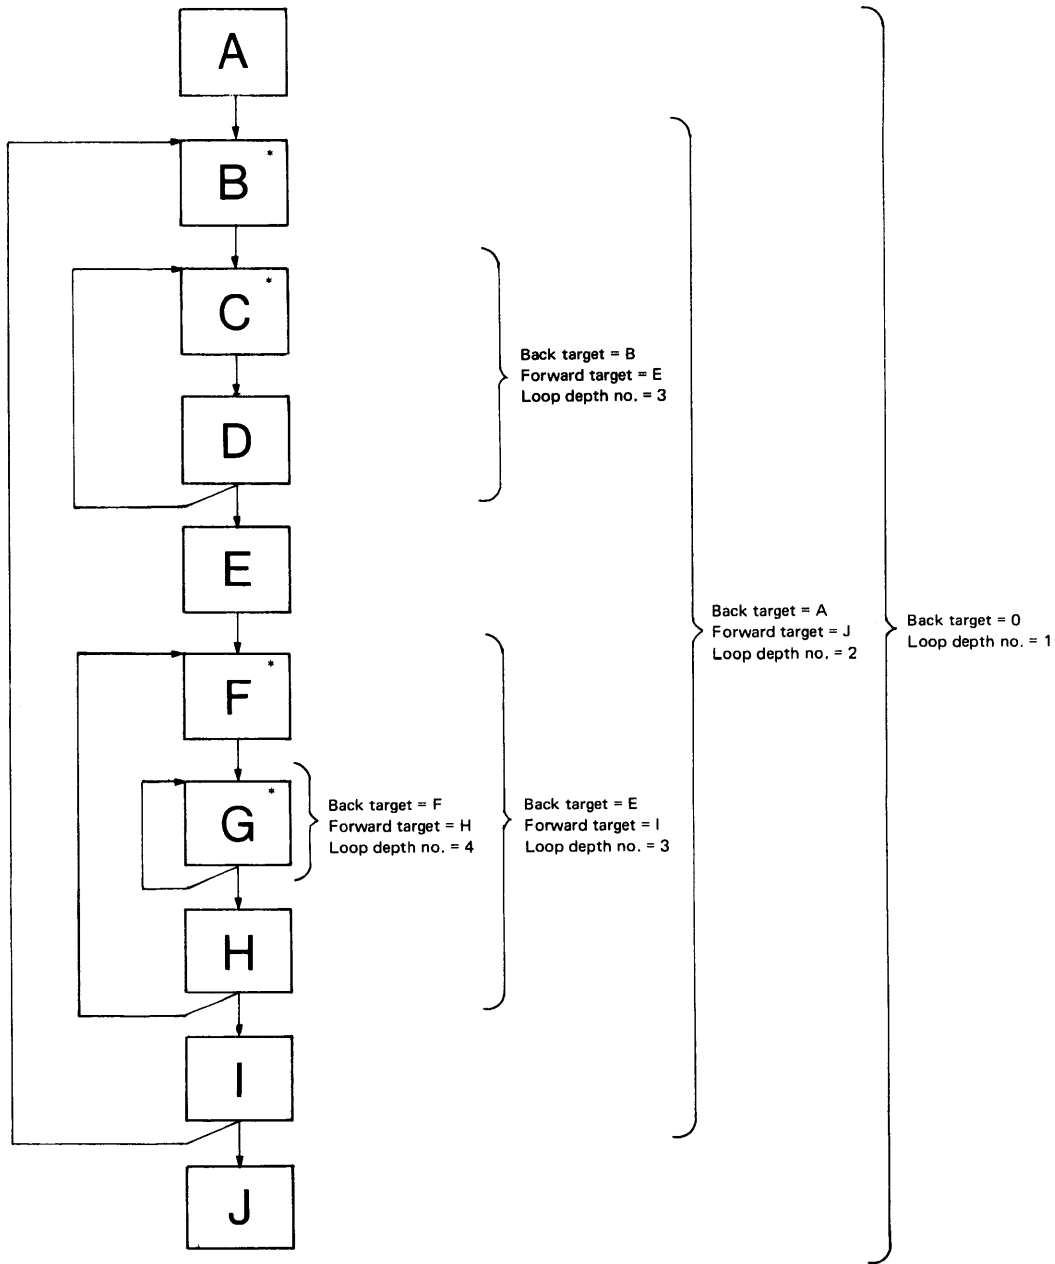 A
B *
C *
Back target = B
Forward target = E
Loop depth no. = 3
D
E
Back target = A
Forward target = J
Loop depth no. = 2
Back target = 0
Loop depth no. = 1
F *
G *
Back target = F
Forward target = H
Loop depth no. = 4
Back target = E
Forward target = I
Loop depth no. = 3
H
I
J